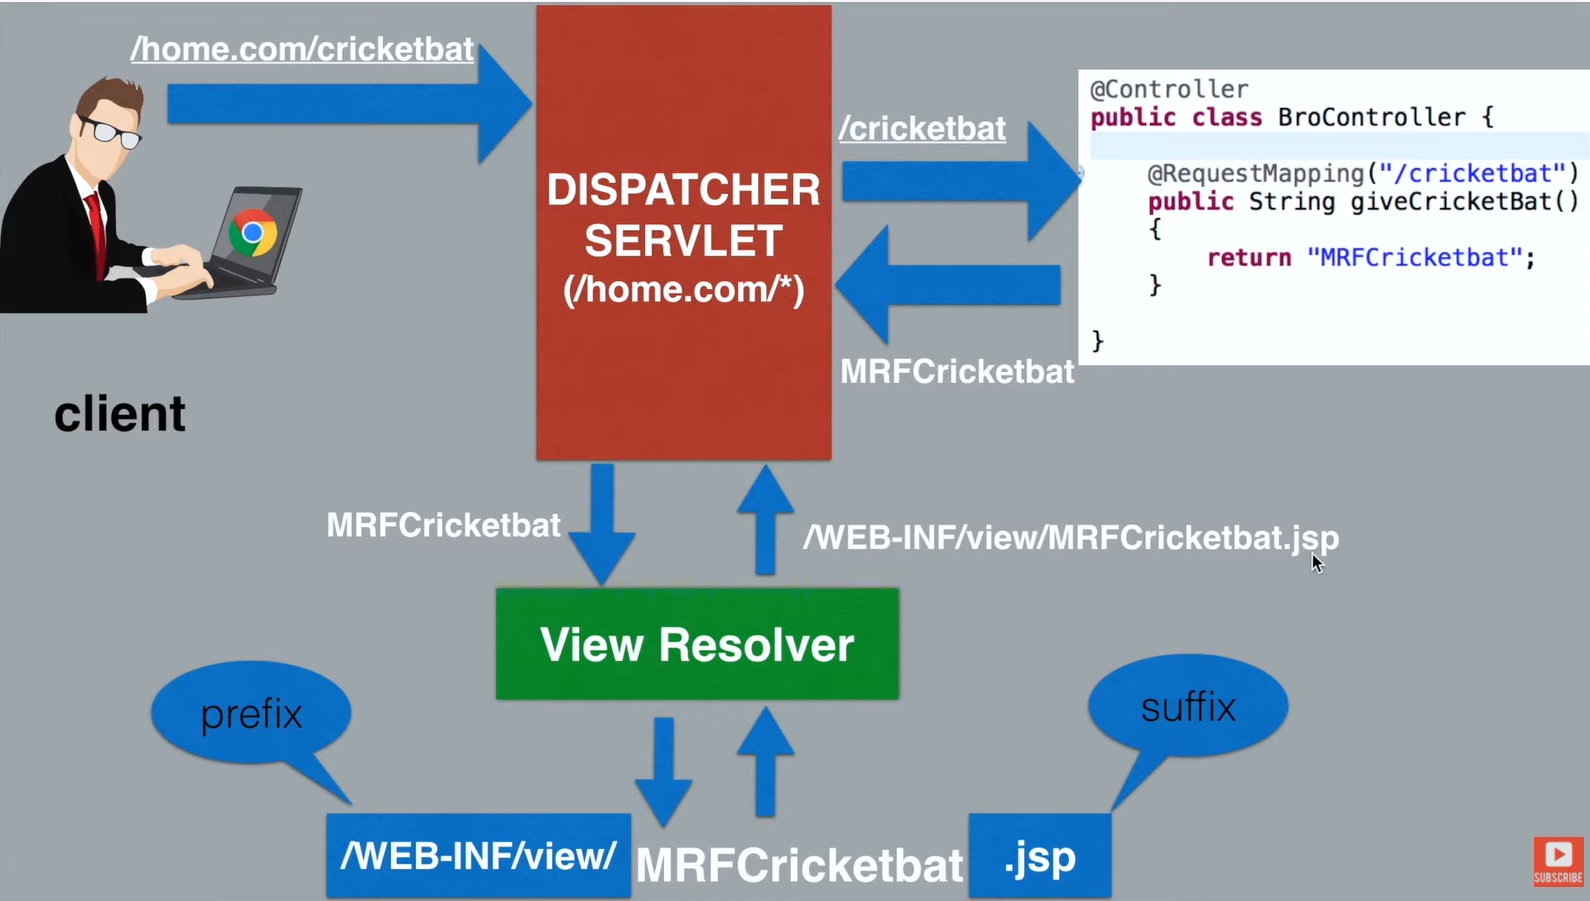 /home.com/cricketbat
DISPATCHER
SERVLET
(/home.com/*)
/cricketbat
MRFCricketbat
@Controller
public class BroController {
@RequestMapping("/cricketbat")
public String giveCricketBat()
{
return "MRFCricketbat";
}
}
client
MRFCricketbat
/WEB-INF/view/MRFCricketbat.jsp
View Resolver
prefix
suffix
/WEB-INF/view/
MRFCricketbat
.jsp
SUBSCRIBE